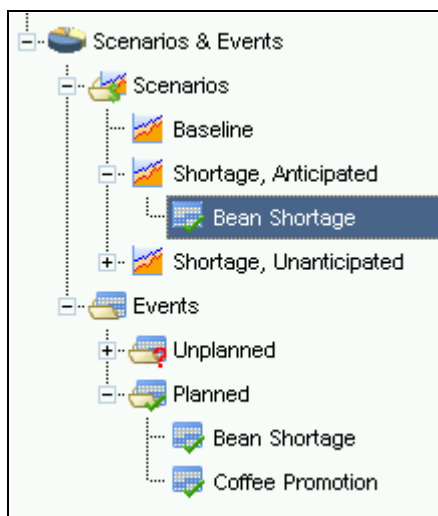 Scenarios & Events
Scenarios
Baseline
Shortage, Anticipated
Bean Shortage
Shortage, Unanticipated
Events
Unplanned
Planned
Bean Shortage
Coffee Promotion